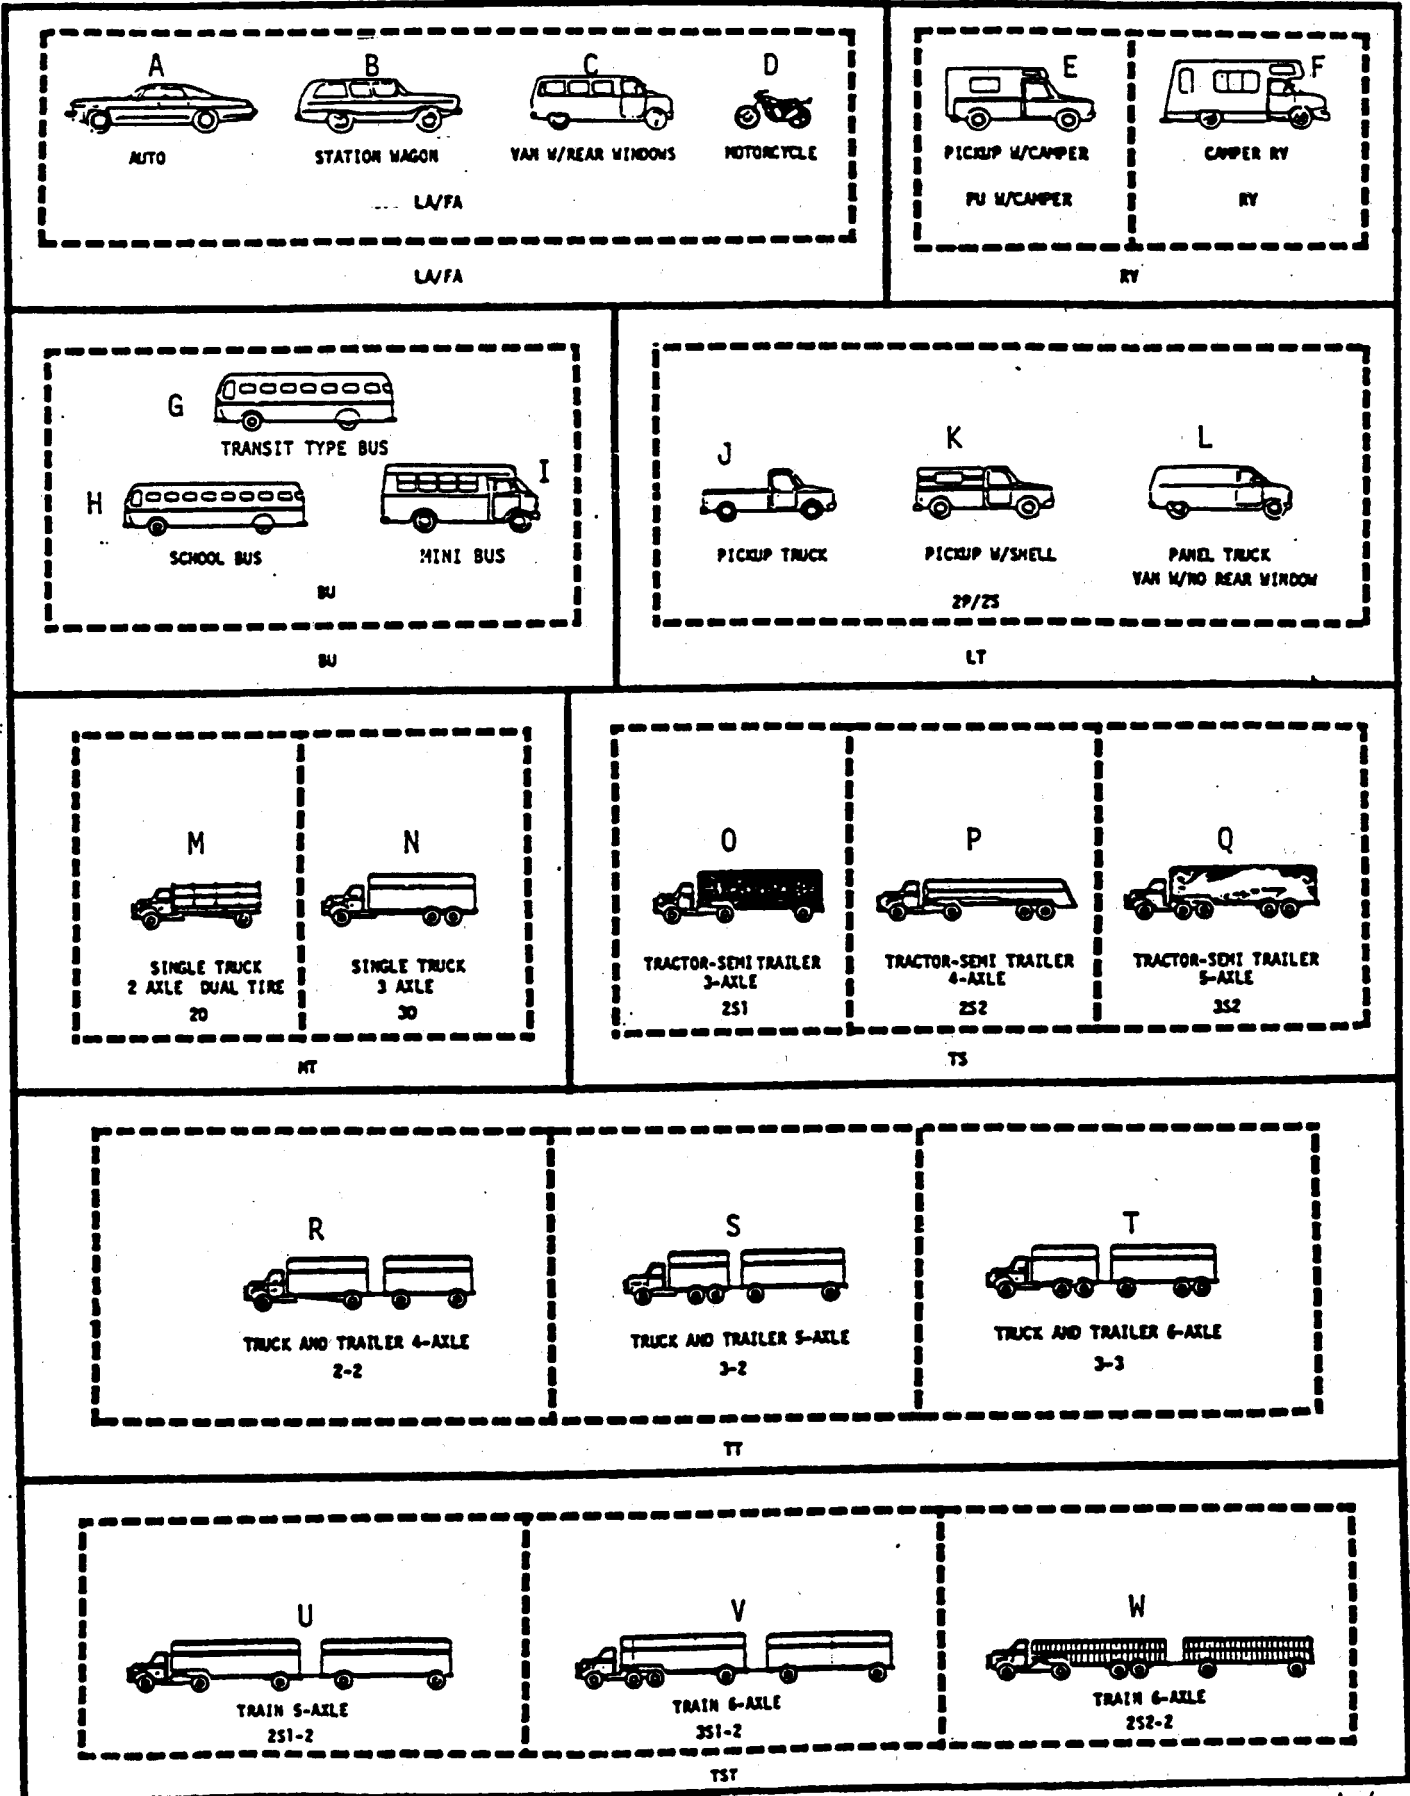 A B C D
AUTO STATION WAGON VAN W/REAR WINDOWS MOTORCYCLE
LA/FA
LA/FA
E F
PICKUP W/CAMPER CAMPER RV
PU W/CAMPER RV
RV
G
TRANSIT TYPE BUS
H I
SCHOOL BUS MINI BUS
BU
BU
J K L
PICKUP TRUCK PICKUP W/SHELL PANEL TRUCK
VAN W/NO REAR WINDOW
2P/2S
LT
M N
SINGLE TRUCK SINGLE TRUCK
2 AXLE DUAL TIRE 3 AXLE
2D 3D
MT
O P Q
TRACTOR-SEMI TRAILER TRACTOR-SEMI TRAILER TRACTOR-SEMI TRAILER
3-AXLE 4-AXLE 5-AXLE
2S1 2S2 3S2
TS
R S T
TRUCK AND TRAILER 4-AXLE TRUCK AND TRAILER 5-AXLE TRUCK AND TRAILER 6-AXLE
2-2 3-2 3-3
TT
U V W
TRAIN 5-AXLE TRAIN 6-AXLE TRAIN 6-AXLE
2S1-2 3S1-2 2S2-2
TST